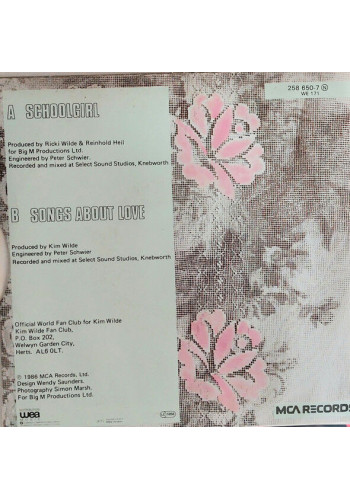 258 650-7 N
WE 171
A SCHOOLGIRL
Produced by Ricki Wilde & Reinhold Heil
for Big M Productions Ltd.
Engineered by Peter Schwier.
Recorded and mixed at Select Sound Studios, Knebworth
B SONGS ABOUT LOVE
Produced by Kim Wilde
Engineered by Peter Schwier
Recorded and mixed at Select Sound Studios, Knebworth
Official World Fan Club for Kim Wilde
Kim Wilde Fan Club,
P.O. Box 202,
Welwyn Garden City,
Herts. AL6 0LT.
℗ 1986 MCA Records, Ltd.
Design Wendy Saunders.
Photography Simon Marsh.
For Big M Productions Ltd.
wea
MCA RECORDS